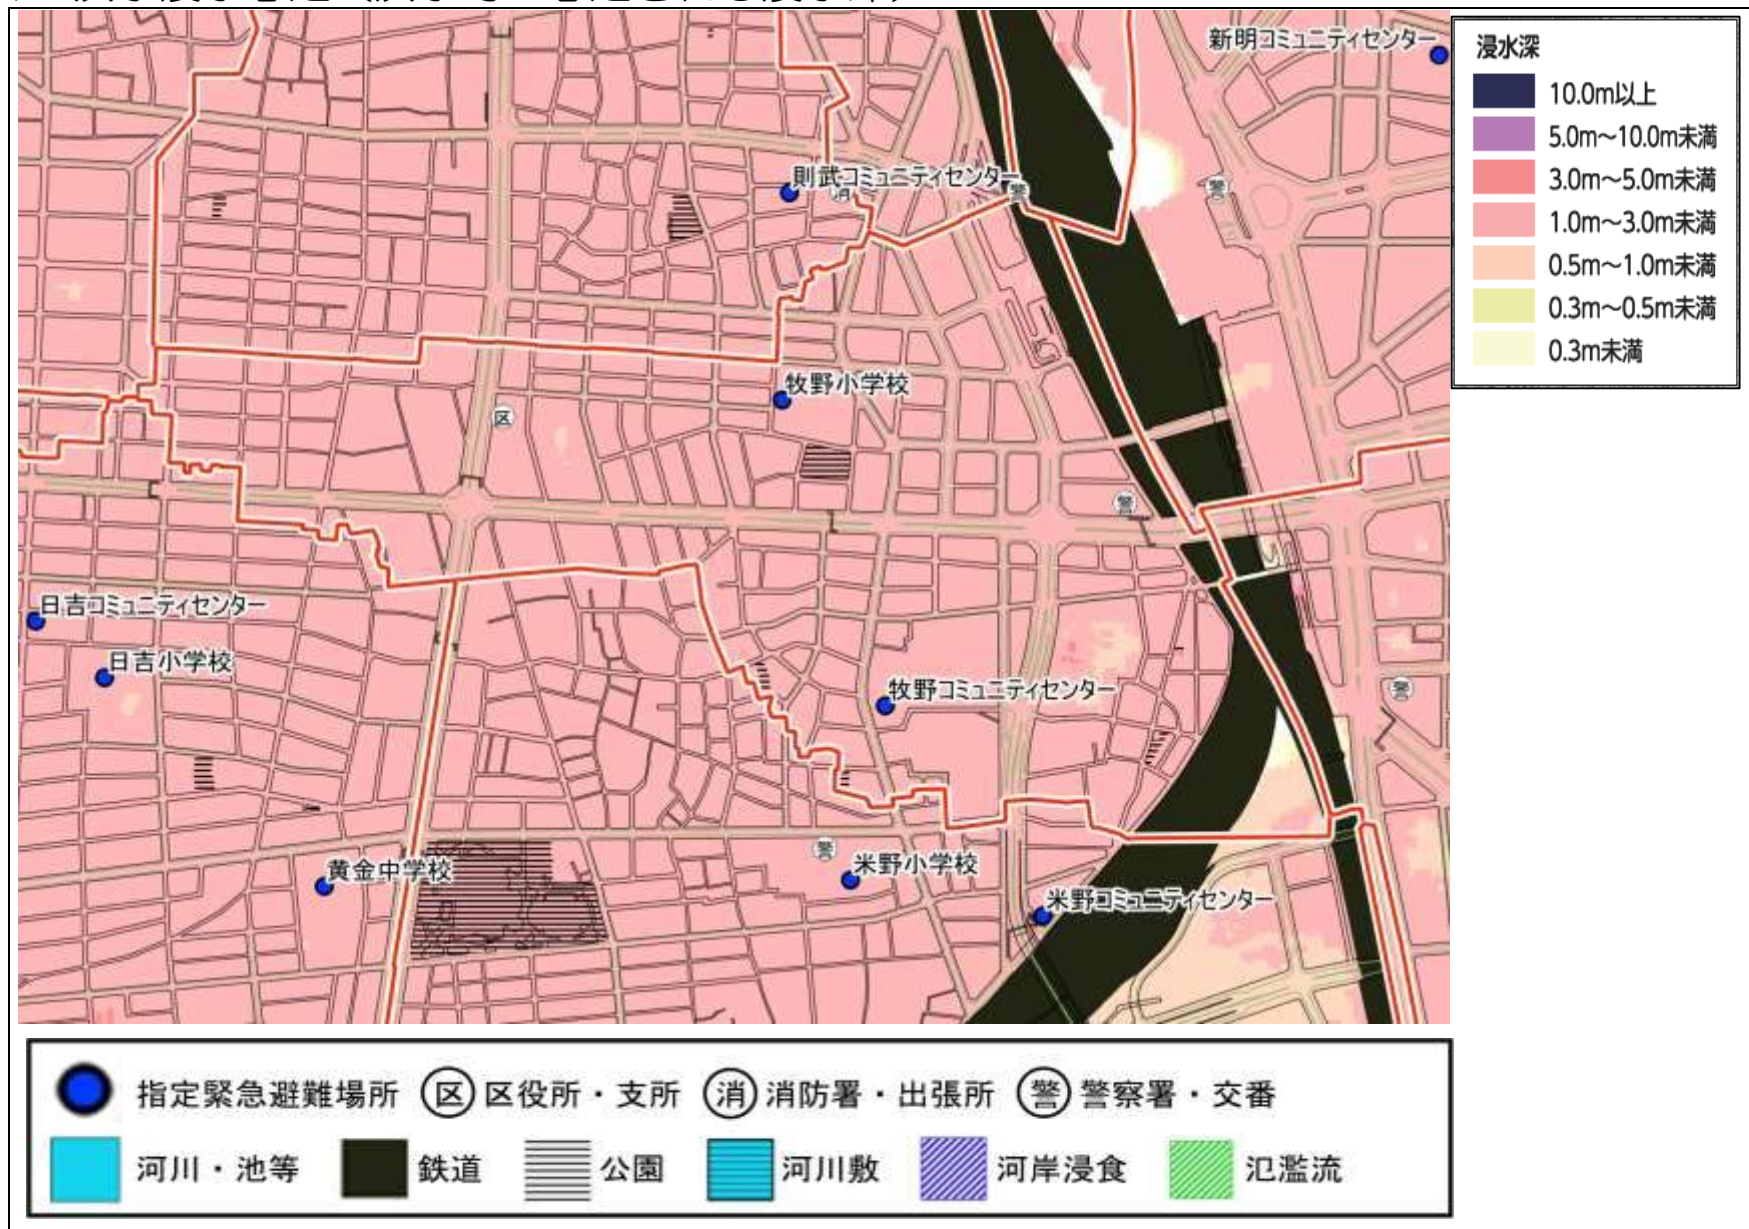 新明コミュニティセンター
浸水深
10.0m以上
5.0m～10.0m未満
3.0m～5.0m未満
1.0m～3.0m未満
0.5m～1.0m未満
0.3m～0.5m未満
0.3m未満
則武コミュニティセンター
消
警
警
牧野小学校
区
警
日吉コミュニティセンター
日吉小学校
牧野コミュニティセンター
警
警
黄金中学校
米野小学校
米野コミュニティセンター
指定緊急避難場所
区 区役所・支所
消 消防署・出張所
警 警察署・交番
河川・池等
鉄道
公園
河川敷
河岸浸食
氾濫流